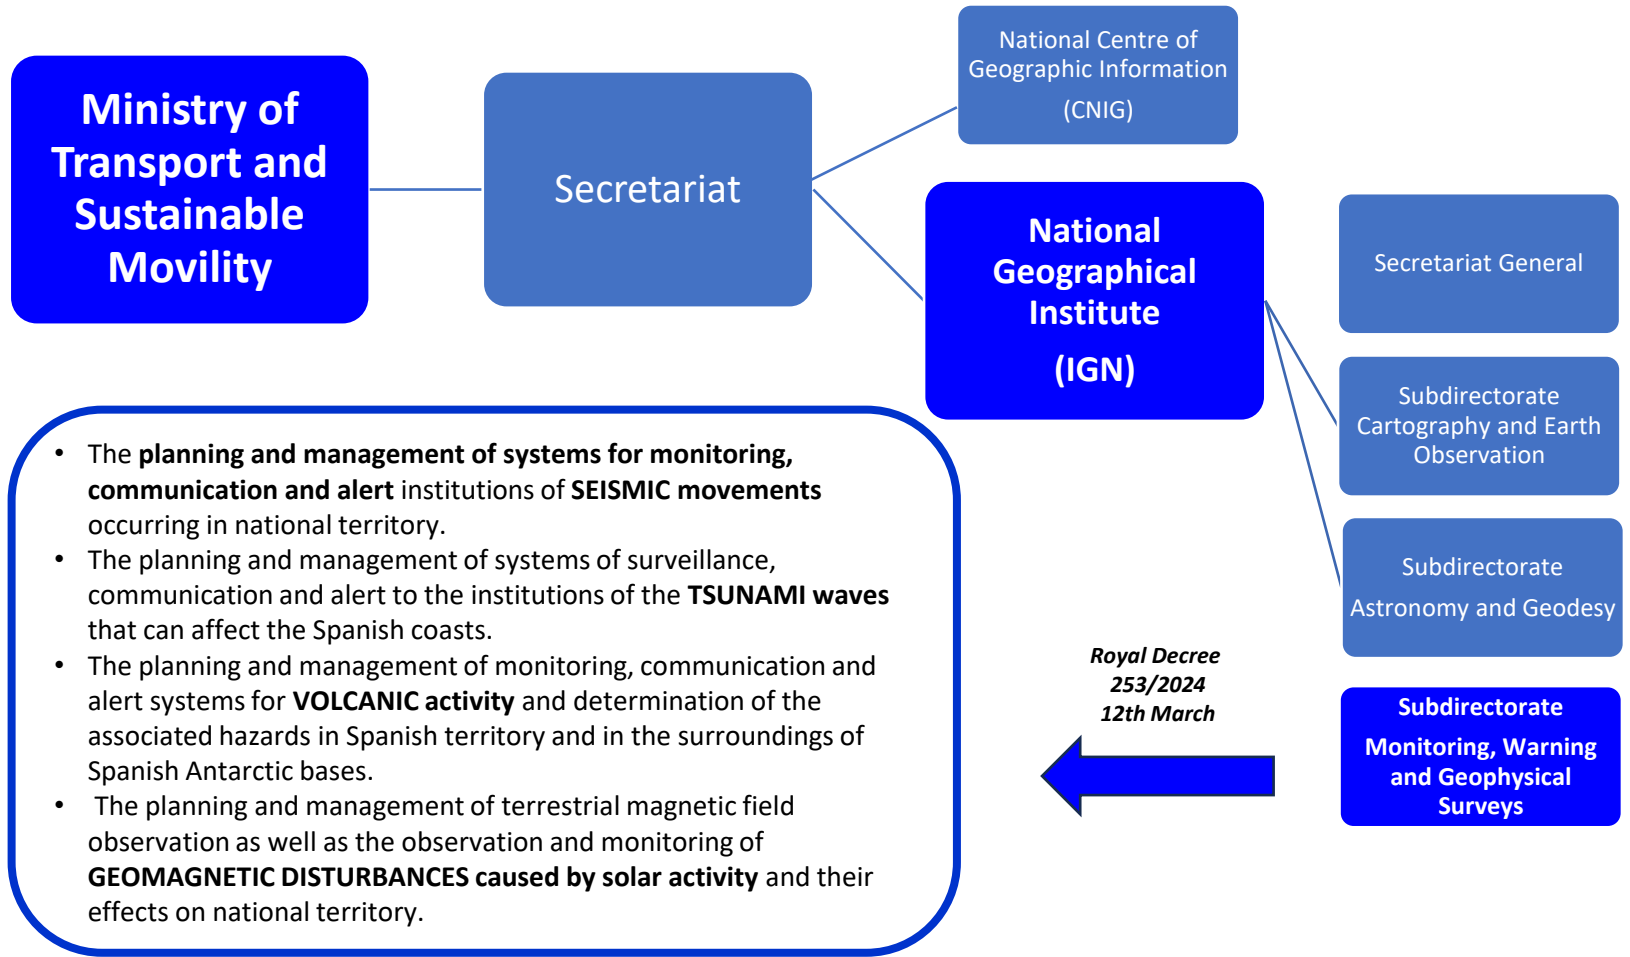 Ministry of
Transport and
Sustainable
Movility
Secretariat
National Centre of
Geographic Information
(CNIG)
National
Geographical
Institute
(IGN)
Secretariat General
Subdirectorate
Cartography and Earth
Observation
Subdirectorate
Astronomy and Geodesy
Subdirectorate
Monitoring, Warning
and Geophysical
Surveys
Royal Decree
253/2024
12th March
• The planning and management of systems for monitoring,
communication and alert institutions of SEISMIC movements
occurring in national territory.
• The planning and management of systems of surveillance,
communication and alert to the institutions of the TSUNAMI waves
that can affect the Spanish coasts.
• The planning and management of monitoring, communication and
alert systems for VOLCANIC activity and determination of the
associated hazards in Spanish territory and in the surroundings of
Spanish Antarctic bases.
• The planning and management of terrestrial magnetic field
observation as well as the observation and monitoring of
GEOMAGNETIC DISTURBANCES caused by solar activity and their
effects on national territory.